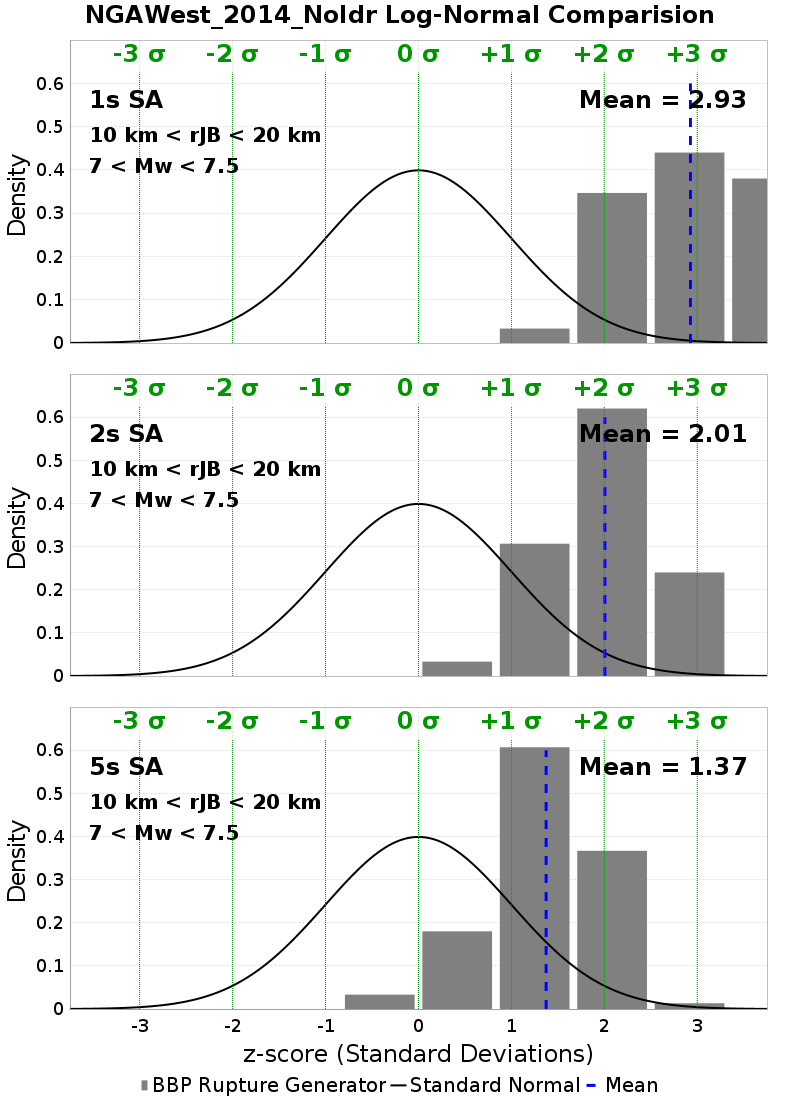 NGAWest_2014_NoIdr Log-Normal Comparision
-3 σ -2 σ -1 σ 0 σ +1 σ +2 σ +3 σ
1s SA
Mean = 2.93
10 km < rJB < 20 km
7 < Mw < 7.5
0.6
0.5
0.4
0.3
0.2
0.1
0
Density
-3 σ -2 σ -1 σ 0 σ +1 σ +2 σ +3 σ
2s SA
Mean = 2.01
10 km < rJB < 20 km
7 < Mw < 7.5
0.6
0.5
0.4
0.3
0.2
0.1
0
Density
-3 σ -2 σ -1 σ 0 σ +1 σ +2 σ +3 σ
5s SA
Mean = 1.37
10 km < rJB < 20 km
7 < Mw < 7.5
0.6
0.5
0.4
0.3
0.2
0.1
0
Density
-3 -2 -1 0 1 2 3
z-score (Standard Deviations)
BBP Rupture Generator Standard Normal Mean